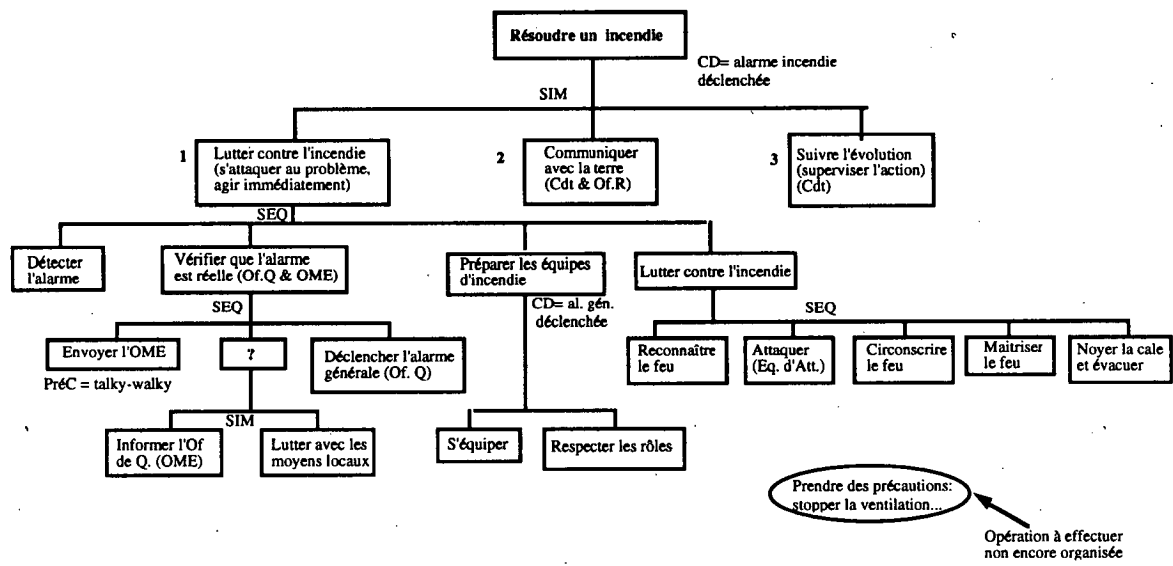 Résoudre un incendie
CD= alarme incendie
déclenchée
SIM
1
Lutter contre l'incendie
(s'attaquer au problème,
agir immédiatement)
2
Communiquer
avec la terre
(Cdt & Of.R)
3
Suivre l'évolution
(superviser l'action)
(Cdt)
SEQ
Détecter
l'alarme
Vérifier que l'alarme
est réelle (Of.Q & OME)
Préparer les équipes
d'incendie
Lutter contre l'incendie
SEQ
CD= al. gén.
déclenchée
SEQ
Envoyer l'OME
PréC = talky-walky
?
Déclencher l'alarme
générale (Of. Q)
Reconnaître
le feu
Attaquer
(Eq. d'Att.)
Circonscrire
le feu
Maitriser
le feu
Noyer la cale
et évacuer
SIM
Informer l'Of
de Q. (OME)
Lutter avec les
moyens locaux
S'équiper
Respecter les rôles
Prendre des précautions:
stopper la ventilation...
Opération à effectuer
non encore organisée